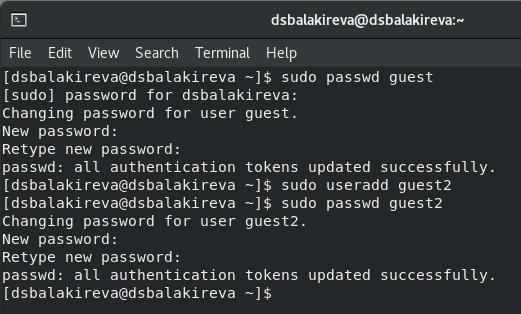 dsbalakireva@dsbalakireva:~
File Edit View Search Terminal Help
[dsbalakireva@dsbalakireva ~]$ sudo passwd guest
[sudo] password for dsbalakireva:
Changing password for user guest.
New password:
Retype new password:
passwd: all authentication tokens updated successfully.
[dsbalakireva@dsbalakireva ~]$ sudo useradd guest2
[dsbalakireva@dsbalakireva ~]$ sudo passwd guest2
Changing password for user guest2.
New password:
Retype new password:
passwd: all authentication tokens updated successfully.
[dsbalakireva@dsbalakireva ~]$